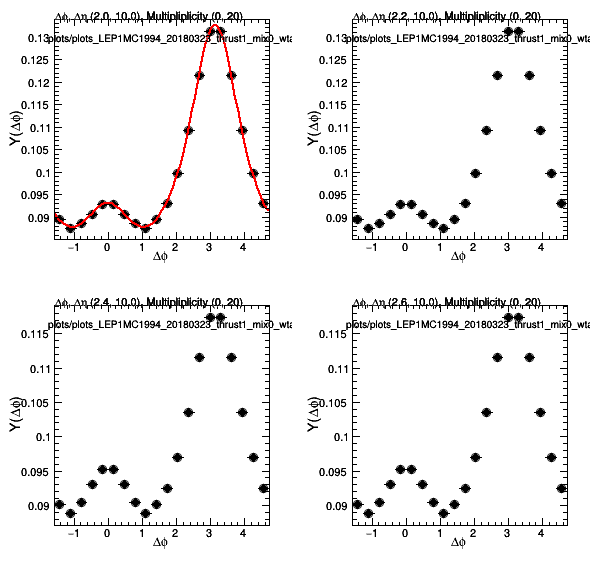 Δϕ, Δη (2.0, 10.0), Multipliplicity (0, 20)
plots/plots_LEP1MC1994_20180323_thrust1_mix0_wta
Y(Δϕ)
0.13
0.125
0.12
0.115
0.11
0.105
0.1
0.095
0.09
−1 0 1 2 3 4
Δϕ
Δϕ, Δη (2.2, 10.0), Multipliplicity (0, 20)
plots/plots_LEP1MC1994_20180323_thrust1_mix0_wta
Y(Δϕ)
0.13
0.125
0.12
0.115
0.11
0.105
0.1
0.095
0.09
−1 0 1 2 3 4
Δϕ
Δϕ, Δη (2.4, 10.0), Multipliplicity (0, 20)
plots/plots_LEP1MC1994_20180323_thrust1_mix0_wta
Y(Δϕ)
0.115
0.11
0.105
0.1
0.095
0.09
−1 0 1 2 3 4
Δϕ
Δϕ, Δη (2.6, 10.0), Multipliplicity (0, 20)
plots/plots_LEP1MC1994_20180323_thrust1_mix0_wta
Y(Δϕ)
0.115
0.11
0.105
0.1
0.095
0.09
−1 0 1 2 3 4
Δϕ